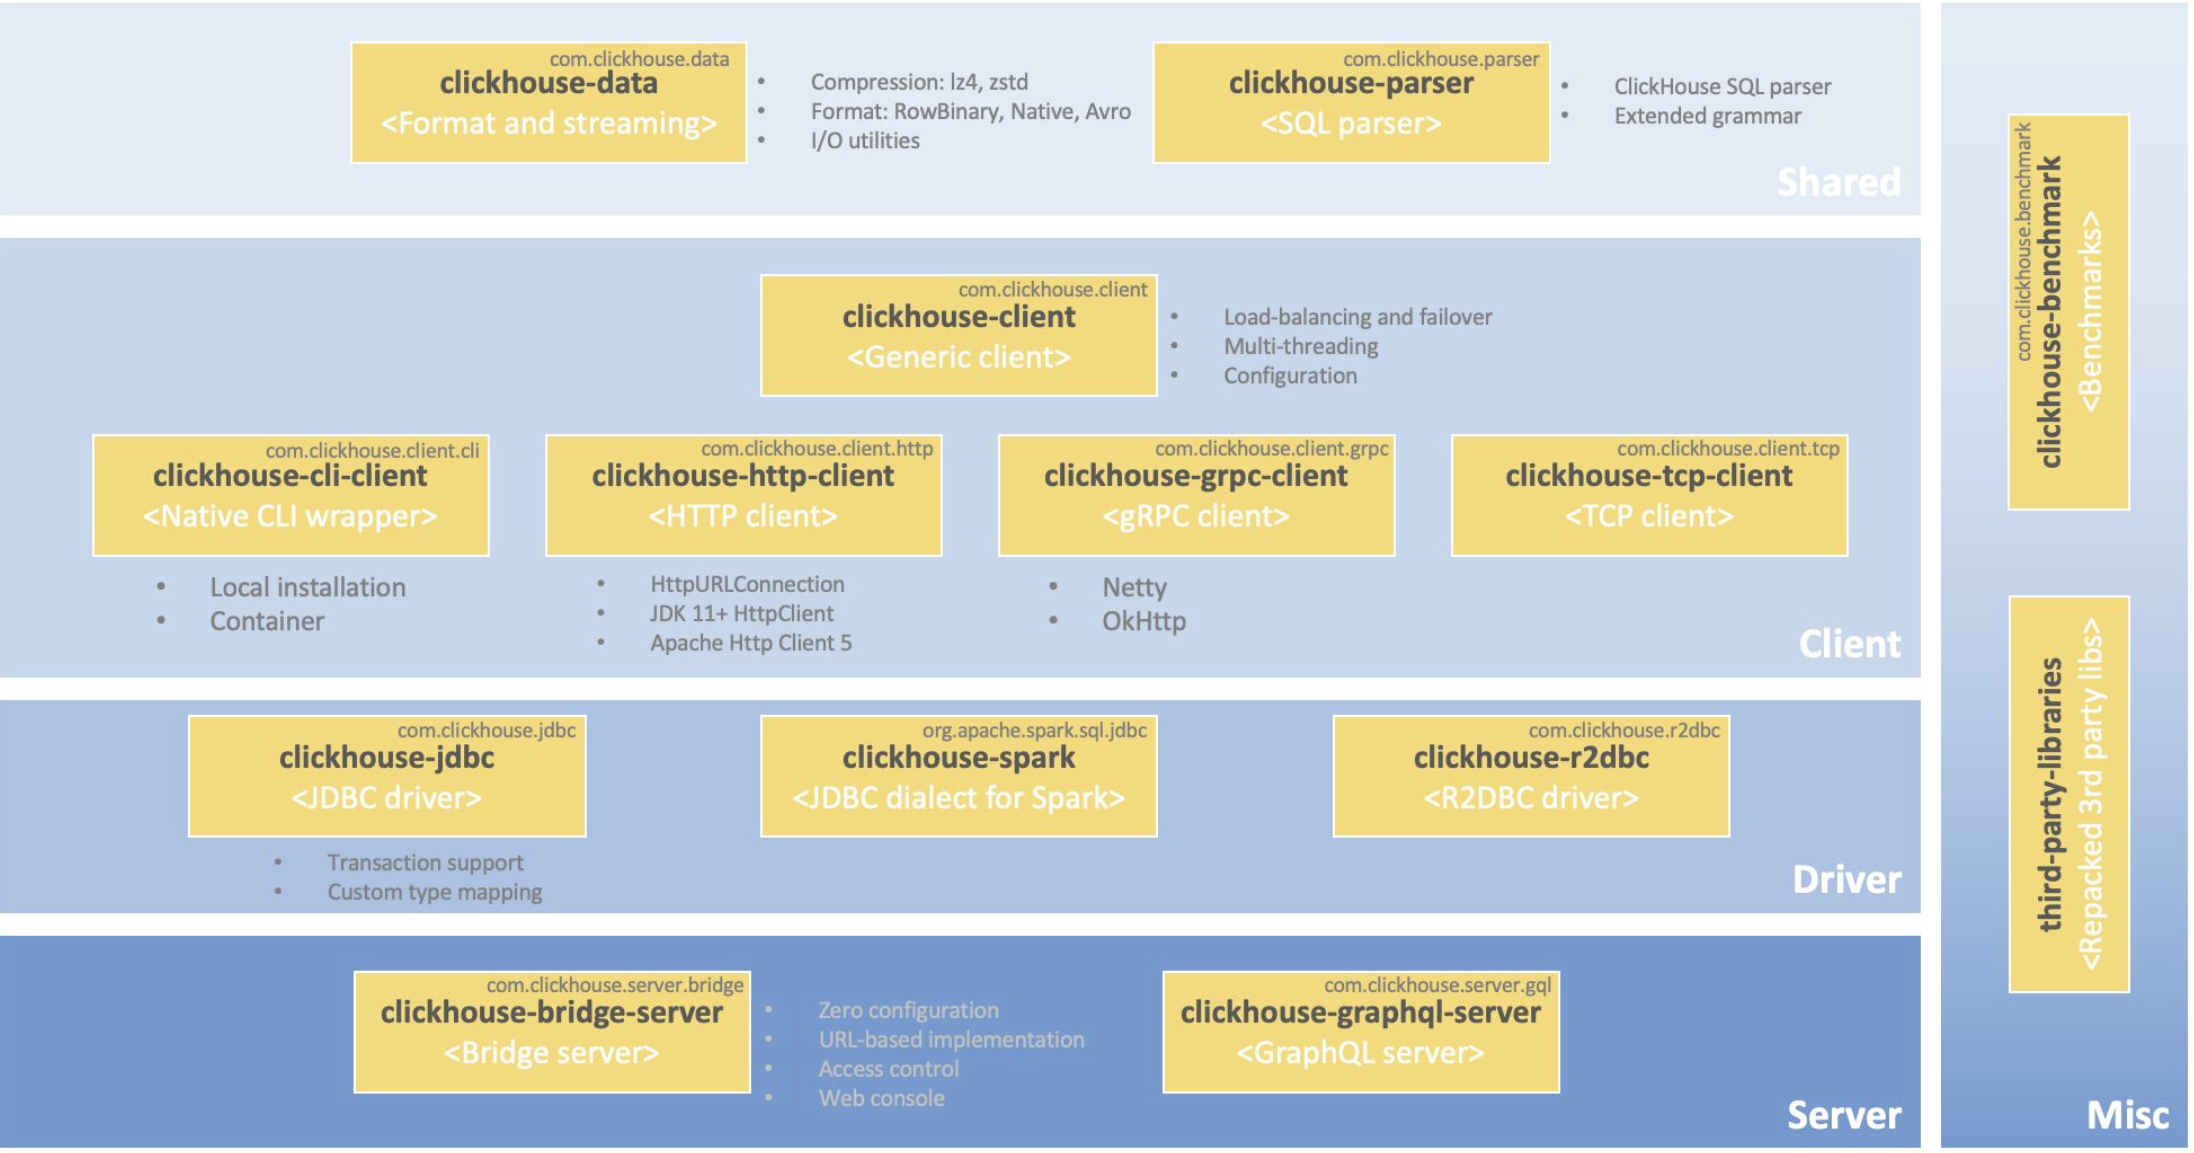 com.clickhouse.data
clickhouse-data
<Format and streaming>
• Compression: lz4, zstd
• Format: RowBinary, Native, Avro
• I/O utilities
com.clickhouse.parser
clickhouse-parser
<SQL parser>
• ClickHouse SQL parser
• Extended grammar
Shared
com.clickhouse.client
clickhouse-client
<Generic client>
• Load-balancing and failover
• Multi-threading
• Configuration
com.clickhouse.client.cli
clickhouse-cli-client
<Native CLI wrapper>
• Local installation
• Container
com.clickhouse.client.http
clickhouse-http-client
<HTTP client>
• HttpURLConnection
• JDK 11+ HttpClient
• Apache Http Client 5
com.clickhouse.client.grpc
clickhouse-grpc-client
<gRPC client>
• Netty
• OkHttp
com.clickhouse.client.tcp
clickhouse-tcp-client
<TCP client>
Client
com.clickhouse.jdbc
clickhouse-jdbc
<JDBC driver>
• Transaction support
• Custom type mapping
org.apache.spark.sql.jdbc
clickhouse-spark
<JDBC dialect for Spark>
com.clickhouse.r2dbc
clickhouse-r2dbc
<R2DBC driver>
Driver
com.clickhouse.server.bridge
clickhouse-bridge-server
<Bridge server>
• Zero configuration
• URL-based implementation
• Access control
• Web console
com.clickhouse.server.gql
clickhouse-graphql-server
<GraphQL server>
Server
com.clickhouse.benchmark
clickhouse-benchmark
<Benchmarks>
third-party-libraries
<Repacked 3rd party libs>
Misc